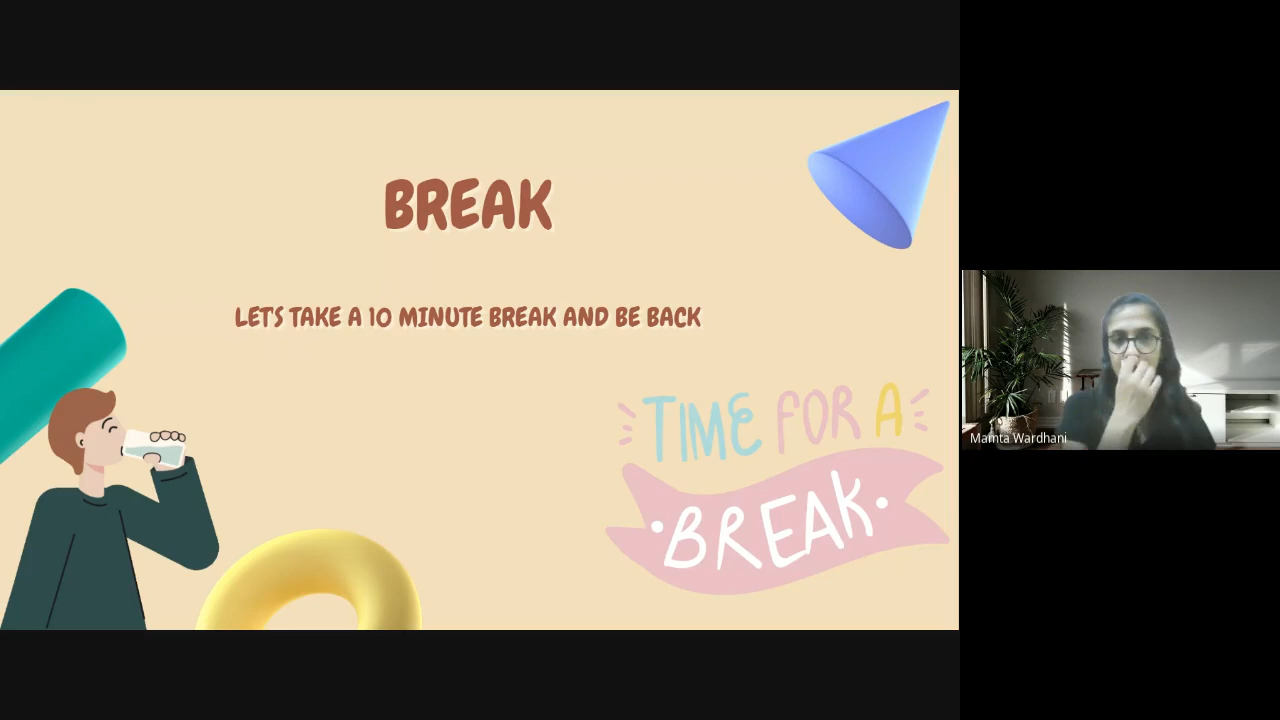 BREAK
LETS TAKE A 10 MINUTE BREAK AND BE BACK
TIME FOR A
BREAK
Mamta Wardhani